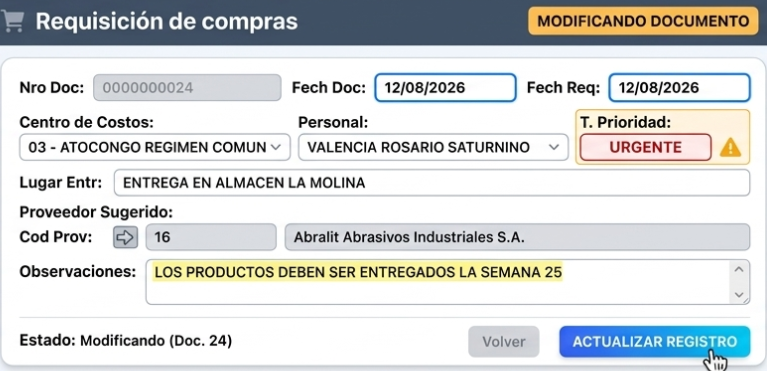 Requisición de compras MODIFICANDO DOCUMENTO
Nro Doc: 0000000024 Fech Doc: 12/08/2026 Fech Req: 12/08/2026
Centro de Costos: Personal: T. Prioridad:
03 - ATOCONGO REGIMEN COMUN VALENCIA ROSARIO SATURNINO URGENTE
Lugar Entr: ENTREGA EN ALMACEN LA MOLINA
Proveedor Sugerido:
Cod Prov: 16 Abralit Abrasivos Industriales S.A.
Observaciones: LOS PRODUCTOS DEBEN SER ENTREGADOS LA SEMANA 25
Estado: Modificando (Doc. 24) Volver ACTUALIZAR REGISTRO